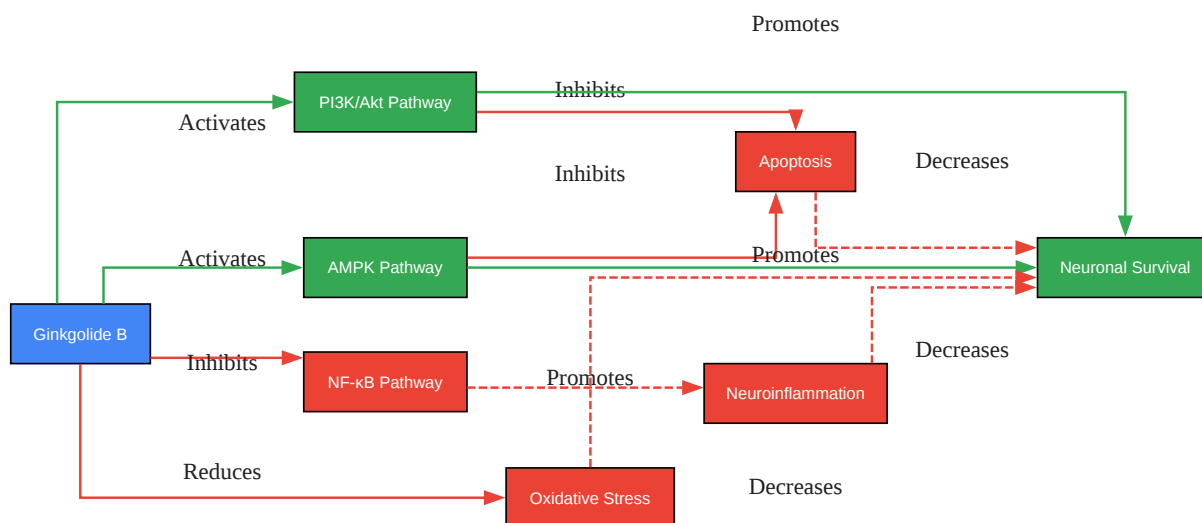 Promotes
PI3K/Akt Pathway
Inhibits
Activates
Apoptosis
Decreases
Inhibits
Activates
AMPK Pathway
Promotes
Neuronal Survival
Ginkgolide B
Inhibits
NF-κB Pathway
Promotes
Neuroinflammation
Decreases
Reduces
Oxidative Stress
Decreases